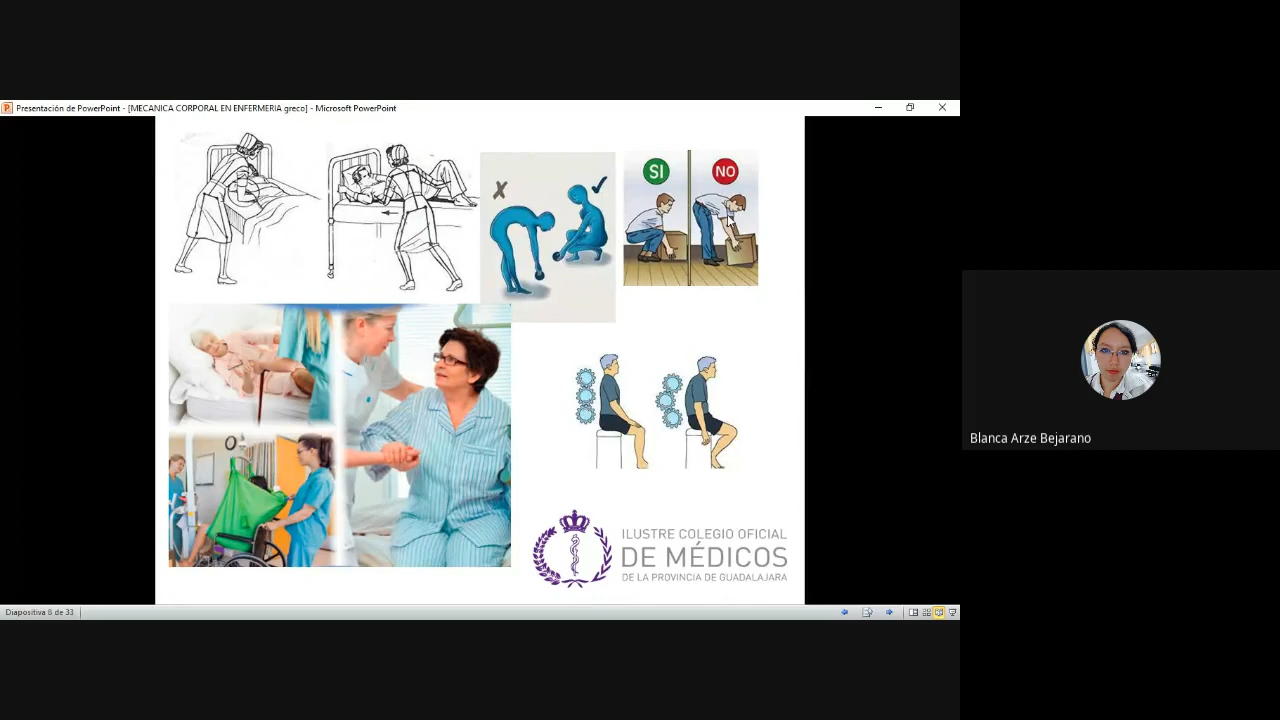 Presentación de PowerPoint - [MECANICA CORPORAL EN ENFERMERIA greco] - Microsoft PowerPoint
SI
NO
ILUSTRE COLEGIO OFICIAL
DE MÉDICOS
DE LA PROVINCIA DE GUADALAJARA
Blanca Arze Bejarano
Diapositiva 8 de 33